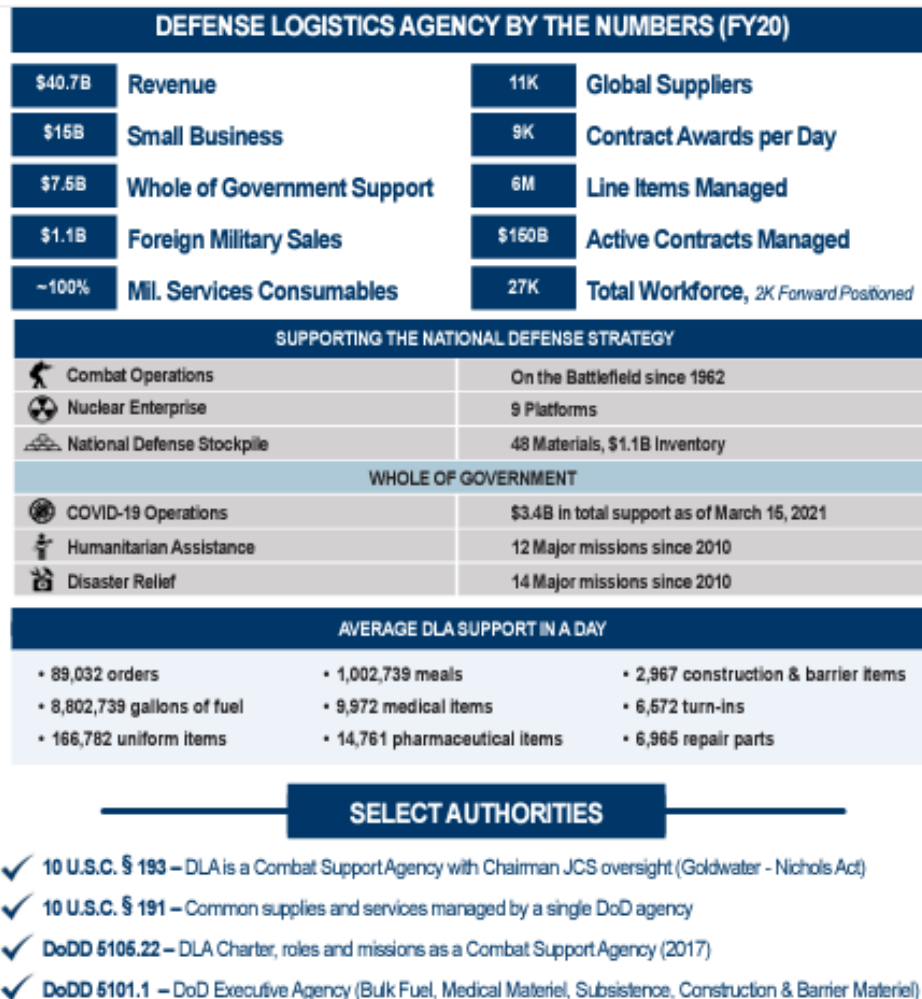 DEFENSE LOGISTICS AGENCY BY THE NUMBERS (FY20)
$40.7B Revenue
$15B Small Business
$7.5B Whole of Government Support
$1.1B Foreign Military Sales
~100% Mil. Services Consumables
11K Global Suppliers
9K Contract Awards per Day
6M Line Items Managed
$150B Active Contracts Managed
27K Total Workforce, 2K Forward Positioned
SUPPORTING THE NATIONAL DEFENSE STRATEGY
Combat Operations On the Battlefield since 1962
Nuclear Enterprise 9 Platforms
National Defense Stockpile 48 Materials, $1.1B Inventory
WHOLE OF GOVERNMENT
COVID-19 Operations $3.4B in total support as of March 15, 2021
Humanitarian Assistance 12 Major missions since 2010
Disaster Relief 14 Major missions since 2010
AVERAGE DLA SUPPORT IN A DAY
• 89,032 orders
• 8,802,739 gallons of fuel
• 166,782 uniform items
• 1,002,739 meals
• 9,972 medical items
• 14,761 pharmaceutical items
• 2,967 construction & barrier items
• 6,572 turn-ins
• 6,965 repair parts
SELECT AUTHORITIES
10 U.S.C. § 193 – DLA is a Combat Support Agency with Chairman JCS oversight (Goldwater - Nichols Act)
10 U.S.C. § 191 – Common supplies and services managed by a single DoD agency
DoDD 5105.22 – DLA Charter, roles and missions as a Combat Support Agency (2017)
DoDD 5101.1 – DoD Executive Agency (Bulk Fuel, Medical Materiel, Subsistence, Construction & Barrier Materiel)